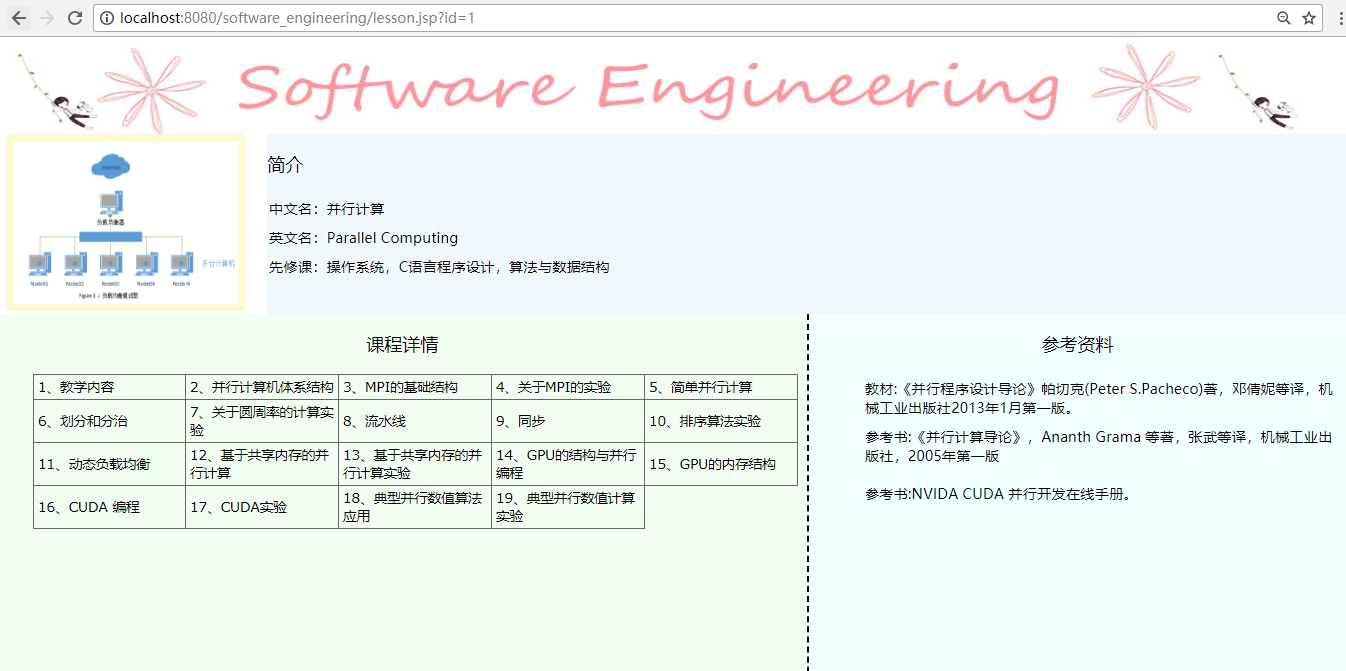 localhost:8080/software_engineering/lesson.jsp?id=1
Software Engineering
Internet
负载均衡器
多台计算机
Node01 Node02 Node03 Node04 Node N
简介
中文名：并行计算
英文名：Parallel Computing
先修课：操作系统，C语言程序设计，算法与数据结构
课程详情
1、教学内容
2、并行计算机体系结构
3、MPI的基础结构
4、关于MPI的实验
5、简单并行计算
6、划分和分治
7、关于圆周率的计算实
验
8、流水线
9、同步
10、排序算法实验
11、动态负载均衡
12、基于共享内存的并
行计算
13、基于共享内存的并
行计算实验
14、GPU的结构与并行
编程
15、GPU的内存结构
16、CUDA 编程
17、CUDA实验
18、典型并行数值算法
应用
19、典型并行数值计算
实验
参考资料
教材:《并行程序设计导论》帕切克(Peter S.Pacheco)著，邓倩妮等译，机
械工业出版社2013年1月第一版。
参考书:《并行计算导论》，Ananth Grama 等著，张武等译，机械工业出
版社，2005年第一版
参考书:NVIDA CUDA 并行开发在线手册。